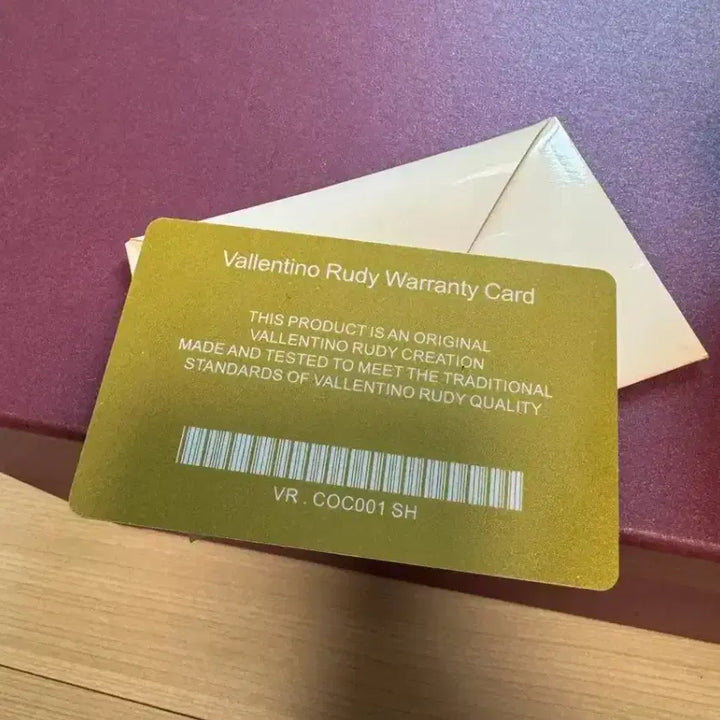 Vallentino Rudy Warranty Card
THIS PRODUCT IS AN ORIGINAL
VALLENTINO RUDY CREATION
MADE AND TESTED TO MEET THE TRADITIONAL
STANDARDS OF VALLENTINO RUDY QUALITY
VR . COC001 SH